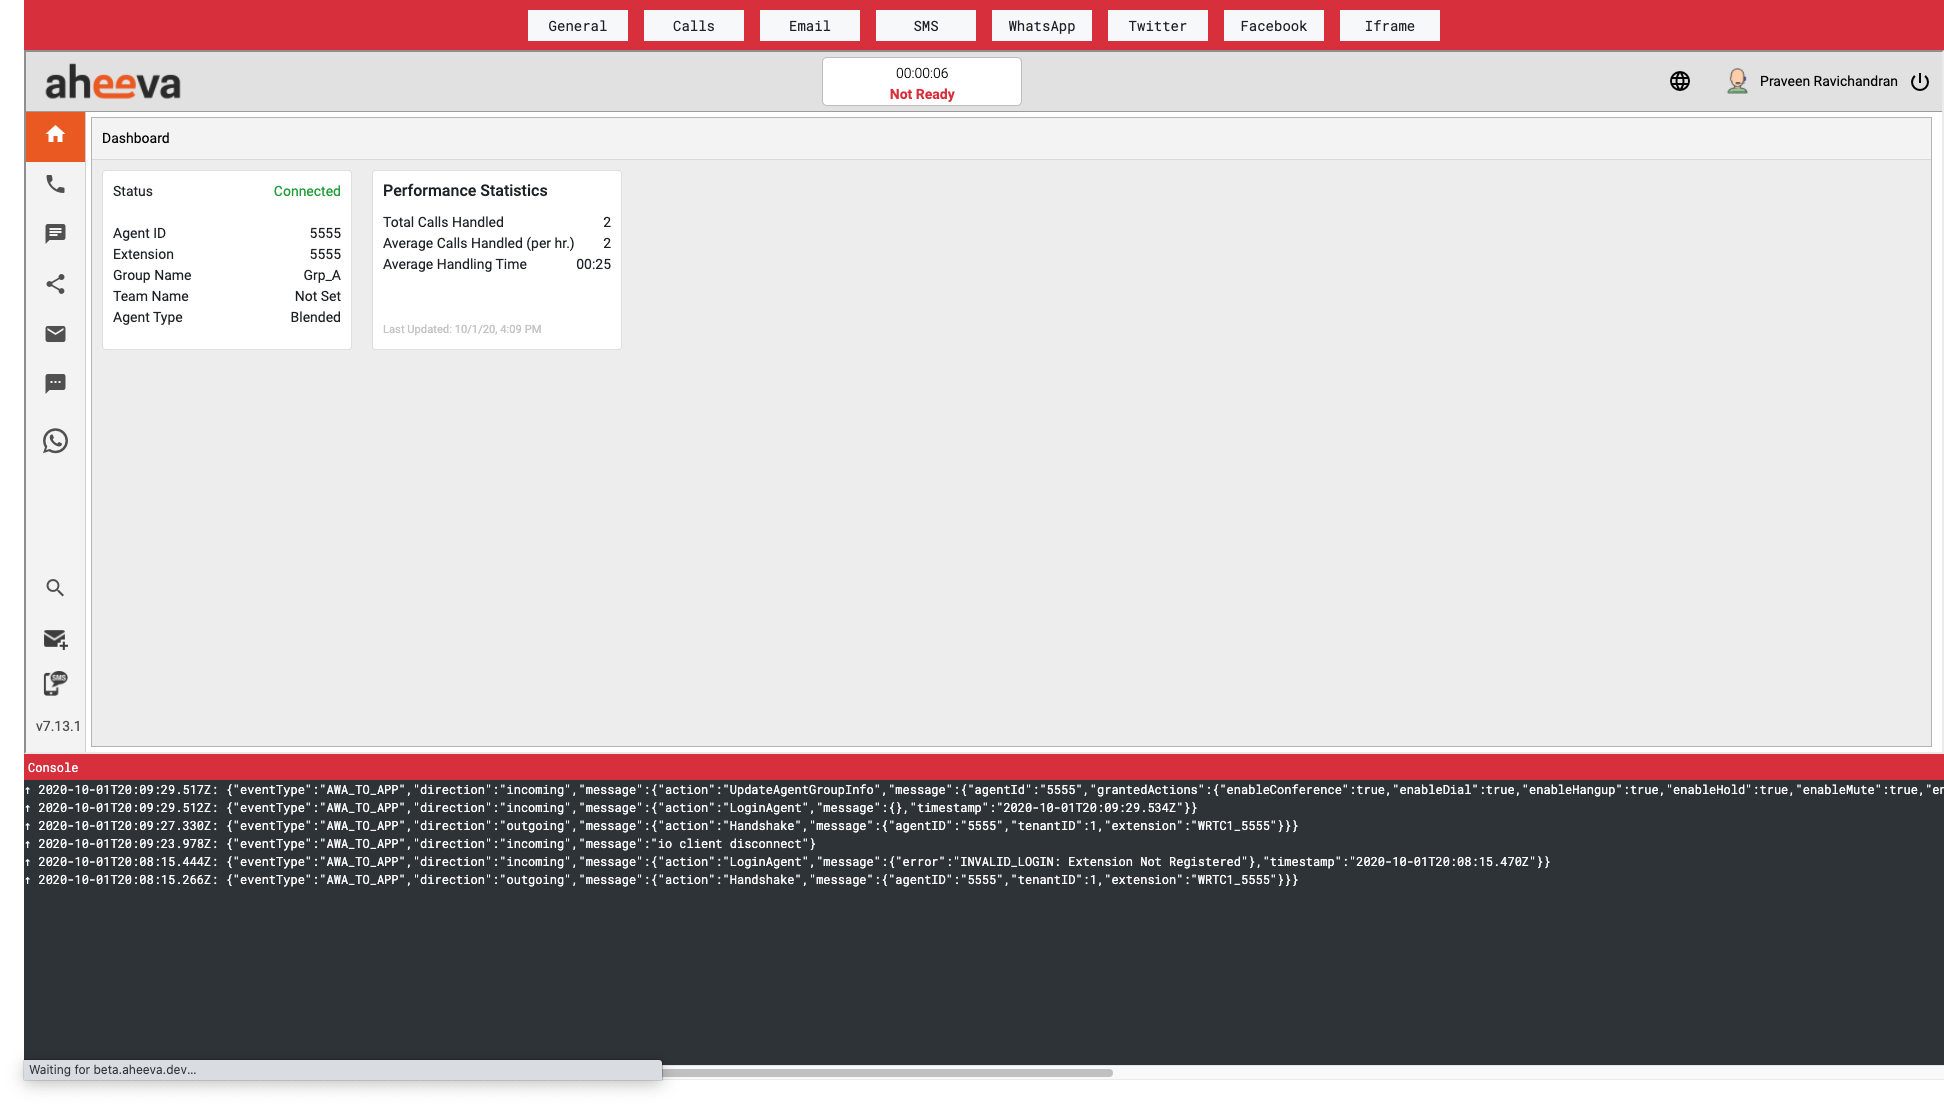 General Calls Email SMS WhatsApp Twitter Facebook Iframe
aheeva
00:00:06
Not Ready
Praveen Ravichandran
Dashboard
Status Connected
Agent ID 5555
Extension 5555
Group Name Grp_A
Team Name Not Set
Agent Type Blended
Performance Statistics
Total Calls Handled 2
Average Calls Handled (per hr.) 2
Average Handling Time 00:25
Last Updated: 10/1/20, 4:09 PM
SMS
v7.13.1
Console
↑ 2020-10-01T20:09:29.517Z: {"eventType":"AWA_TO_APP","direction":"incoming","message":{"action":"UpdateAgentGroupInfo","message":{"agentId":"5555","grantedActions":{"enableConference":true,"enableDial":true,"enableHangup":true,"enableHold":true,"enableMute":true,"en
↑ 2020-10-01T20:09:29.512Z: {"eventType":"AWA_TO_APP","direction":"incoming","message":{"action":"LoginAgent","message":{},"timestamp":"2020-10-01T20:09:29.534Z"}}
↑ 2020-10-01T20:09:27.330Z: {"eventType":"AWA_TO_APP","direction":"outgoing","message":{"action":"Handshake","message":{"agentID":"5555","tenantID":1,"extension":"WRTC1_5555"}}}
↑ 2020-10-01T20:09:23.978Z: {"eventType":"AWA_TO_APP","direction":"incoming","message":"io client disconnect"}
↑ 2020-10-01T20:08:15.444Z: {"eventType":"AWA_TO_APP","direction":"incoming","message":{"action":"LoginAgent","message":{"error":"INVALID_LOGIN: Extension Not Registered"},"timestamp":"2020-10-01T20:08:15.470Z"}}
↑ 2020-10-01T20:08:15.266Z: {"eventType":"AWA_TO_APP","direction":"outgoing","message":{"action":"Handshake","message":{"agentID":"5555","tenantID":1,"extension":"WRTC1_5555"}}}
Waiting for beta.aheeva.dev...